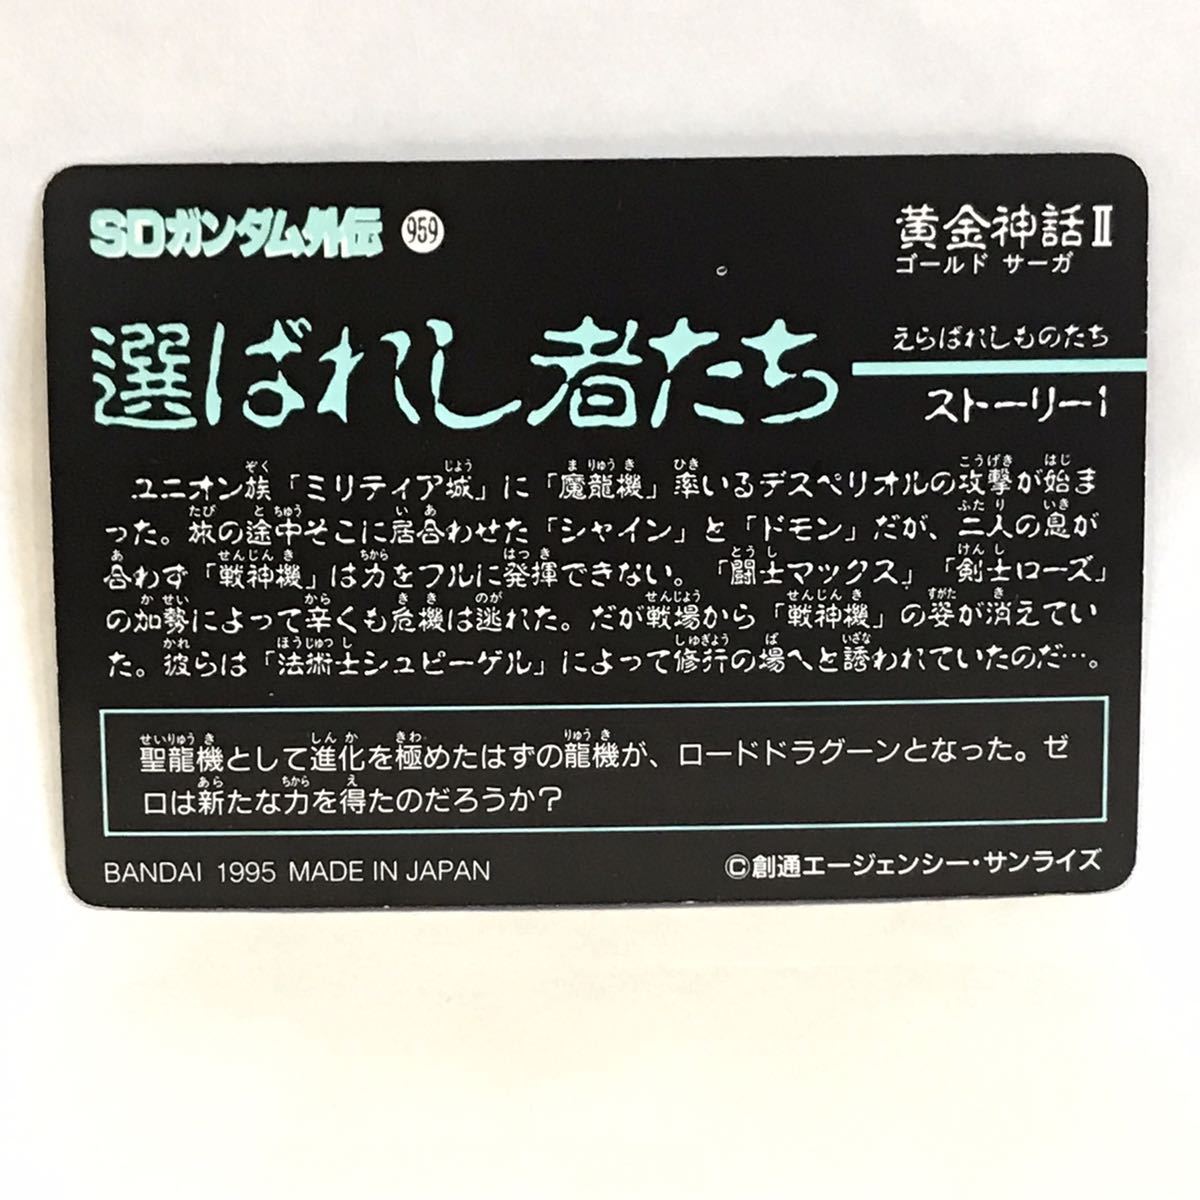 SDガンダム外伝 959
黄金神話Ⅱ
ゴールド サーガ
選ばれし者たち
えらばれしものたち
ストーリー1
ユニオン族「ミリティア城」に「魔龍機」率いるデスペリオルの攻撃が始ま
った。旅の途中そこに居合わせた「シャイン」と「ドモン」だが、二人の息が
合わず「戦神機」は力をフルに発揮できない。「闘士マックス」「剣士ローズ」
の加勢によって辛くも危機は逃れた。だが戦場から「戦神機」の姿が消えてい
た。彼らは「法術士シュピーゲル」によって修行の場へと誘われていたのだ…。
聖龍機として進化を極めたはずの龍機が、ロードドラグーンとなった。ゼ
ロは新たな力を得たのだろうか?
BANDAI 1995 MADE IN JAPAN
©創通エージェンシー・サンライズ